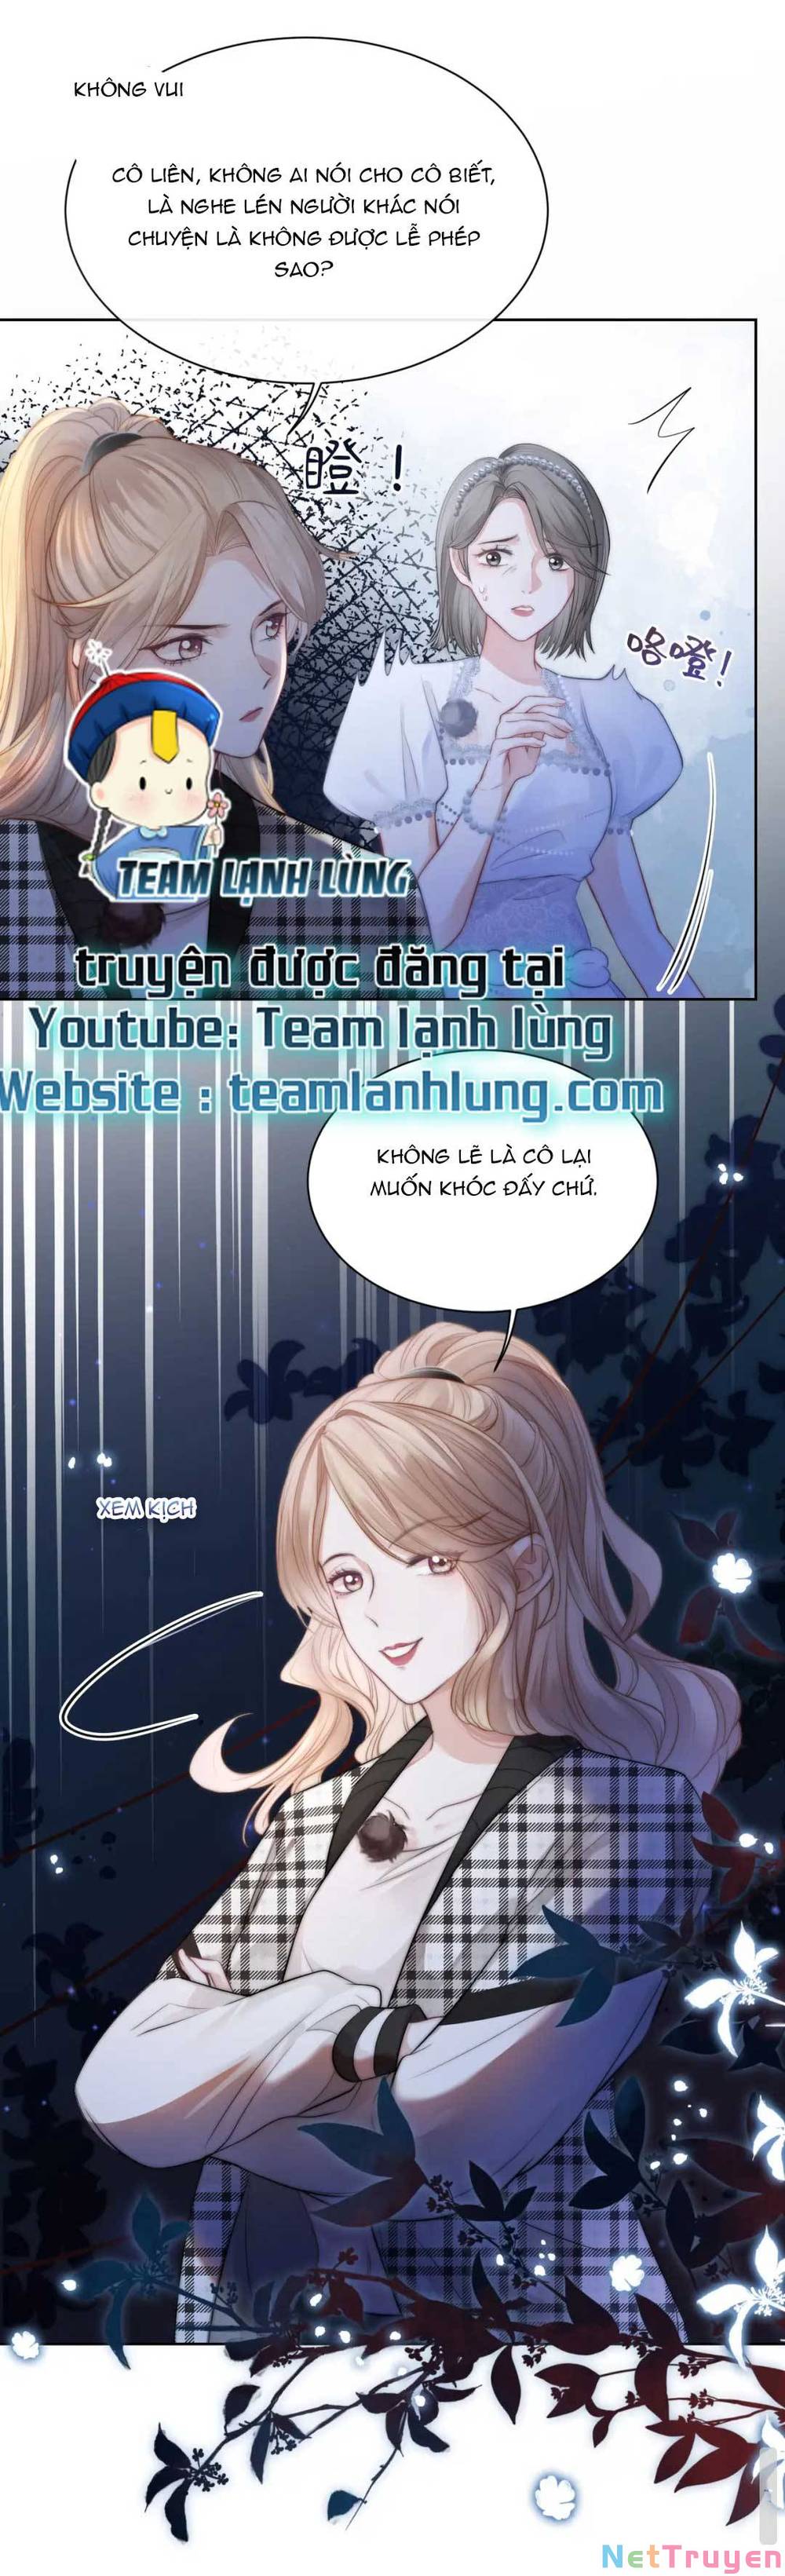 KHÔNG VUI
CÔ LIÊN, KHÔNG AI NÓI CHO CÔ BIẾT,
LÀ NGHE LÉN NGƯỜI KHÁC NÓI
CHUYỆN LÀ KHÔNG ĐƯỢC LỄ PHÉP
SAO?
瞪！
咯噔！
TEAM LẠNH LÙNG
truyện được đăng tại
Youtube: Team lạnh lùng
Website : teamlanhlung.com
KHÔNG LẼ LÀ CÔ LẠI
MUỐN KHÓC ĐẤY CHỨ.
XEM KỊCH
NetTruyen